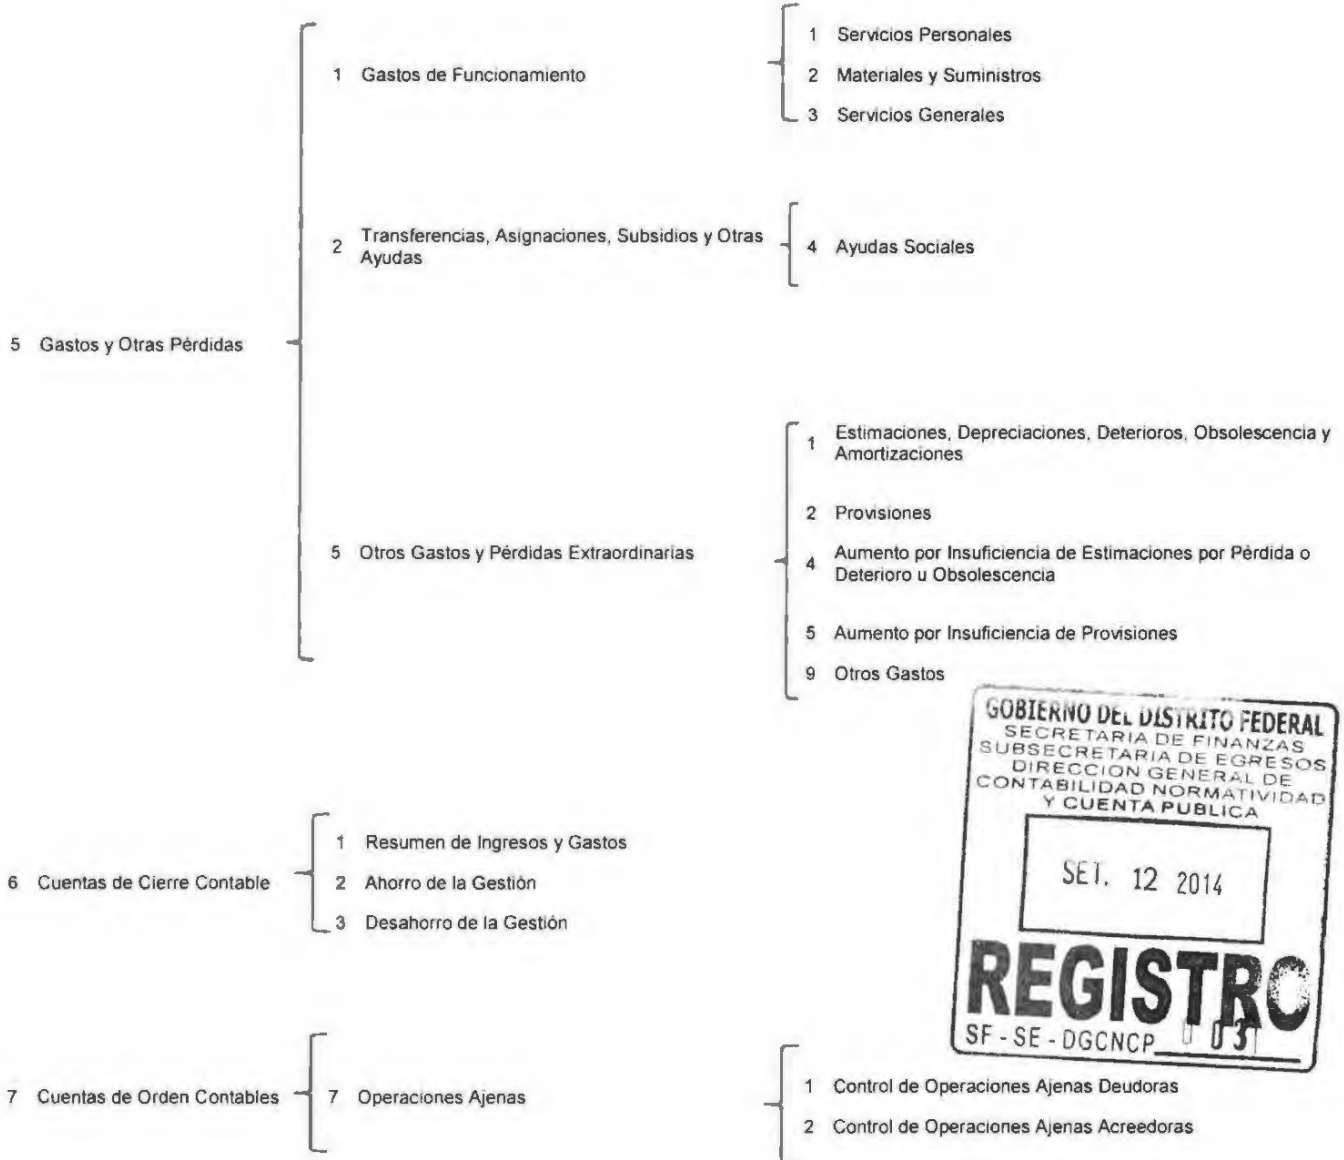 5 Gastos y Otras Pérdidas
1 Gastos de Funcionamiento
1 Servicios Personales
2 Materiales y Suministros
3 Servicios Generales
2 Transferencias, Asignaciones, Subsidios y Otras
Ayudas
4 Ayudas Sociales
5 Otros Gastos y Pérdidas Extraordinarias
1 Estimaciones, Depreciaciones, Deterioros, Obsolescencia y
Amortizaciones
2 Provisiones
4 Aumento por Insuficiencia de Estimaciones por Pérdida o
Deterioro u Obsolescencia
5 Aumento por Insuficiencia de Provisiones
9 Otros Gastos
6 Cuentas de Cierre Contable
1 Resumen de Ingresos y Gastos
2 Ahorro de la Gestión
3 Desahorro de la Gestión
7 Cuentas de Orden Contables
7 Operaciones Ajenas
1 Control de Operaciones Ajenas Deudoras
2 Control de Operaciones Ajenas Acreedoras
GOBIERNO DEL DISTRITO FEDERAL
SECRETARIA DE FINANZAS
SUBSECRETARIA DE EGRESOS
DIRECCION GENERAL DE
CONTABILIDAD NORMATIVIDAD
Y CUENTA PUBLICA
SET. 12 2014
REGISTRO
SF - SE - DGCNCP